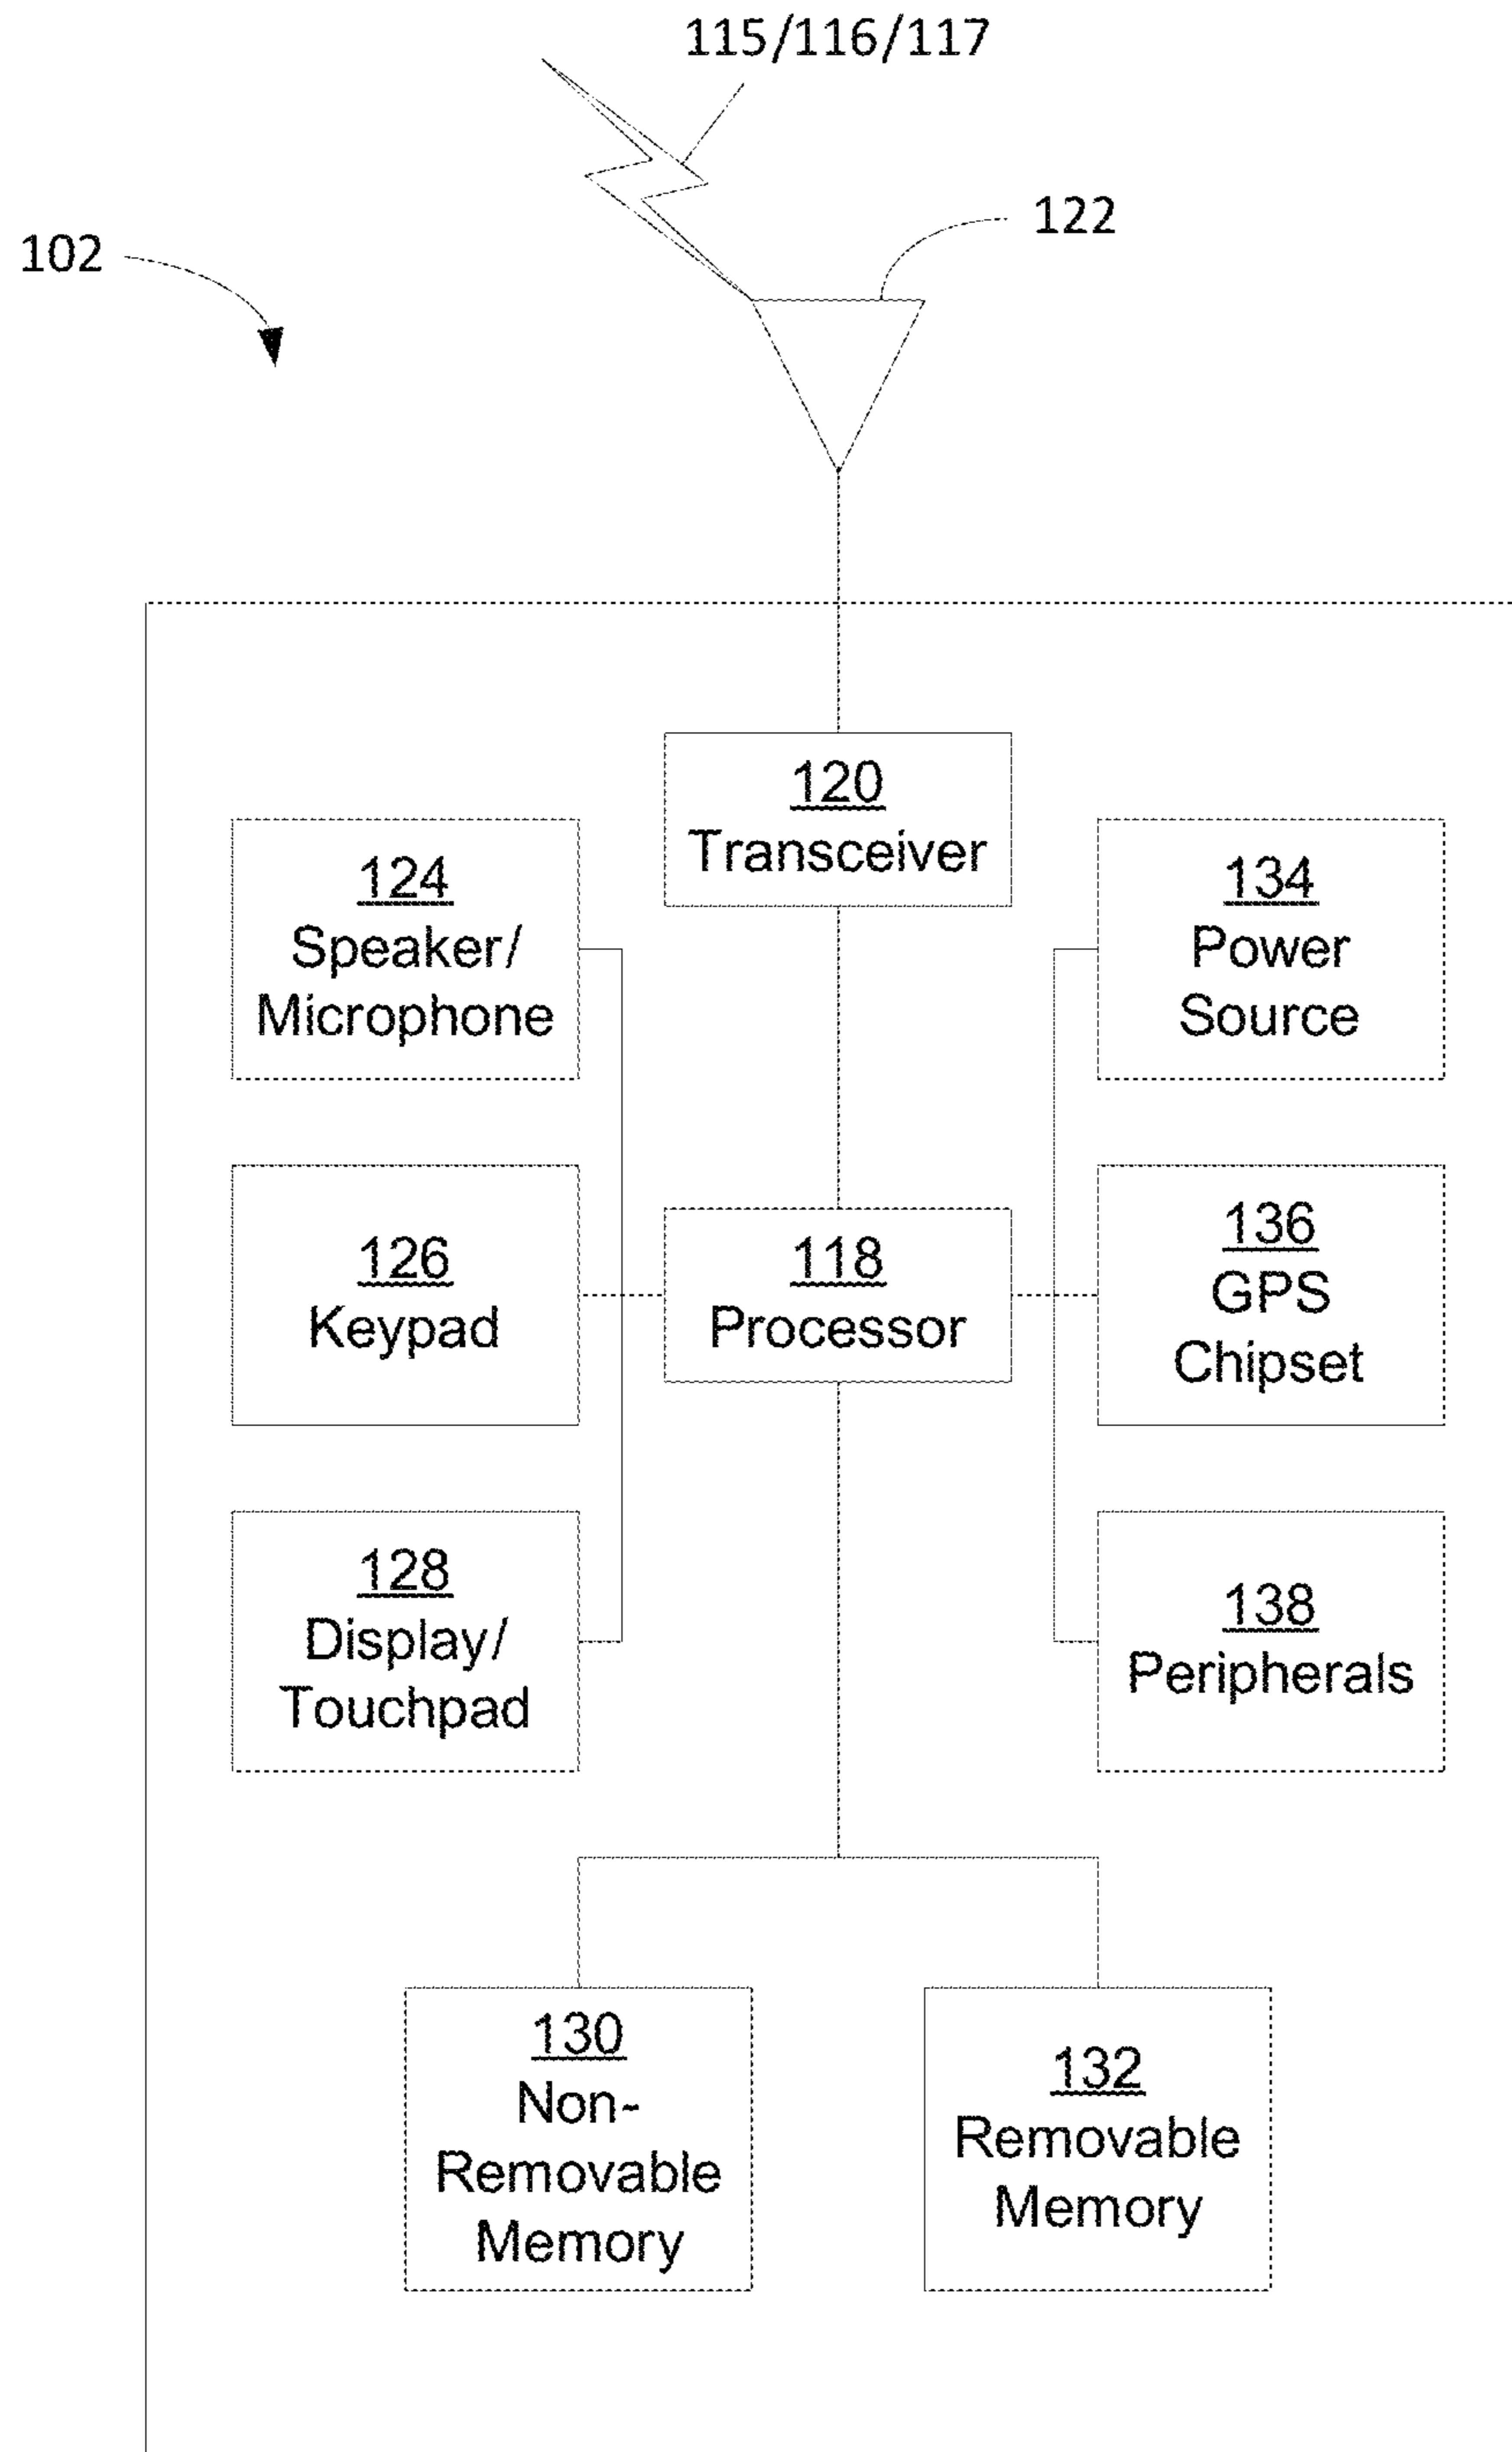 115/116/117
122
102
120
Transceiver
124
Speaker/
Microphone
134
Power
Source
126
Keypad
118
Processor
136
GPS
Chipset
128
Display/
Touchpad
138
Peripherals
130
Non-
Removable
Memory
132
Removable
Memory